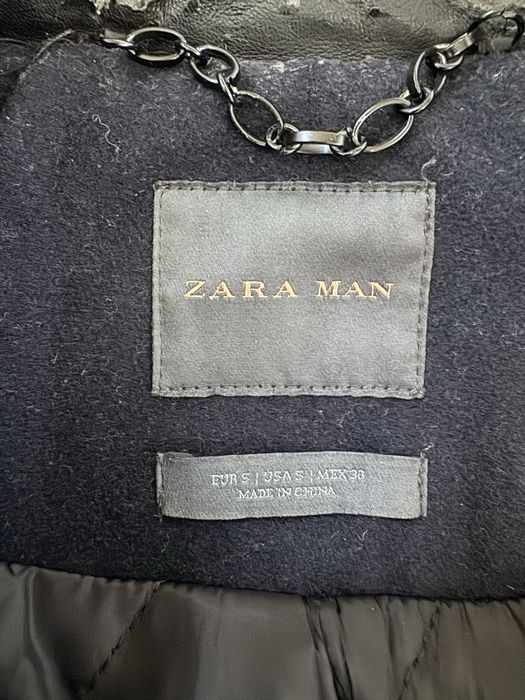 ZARA MAN
EUR S | USA S | MEX 38
MADE IN CHINA